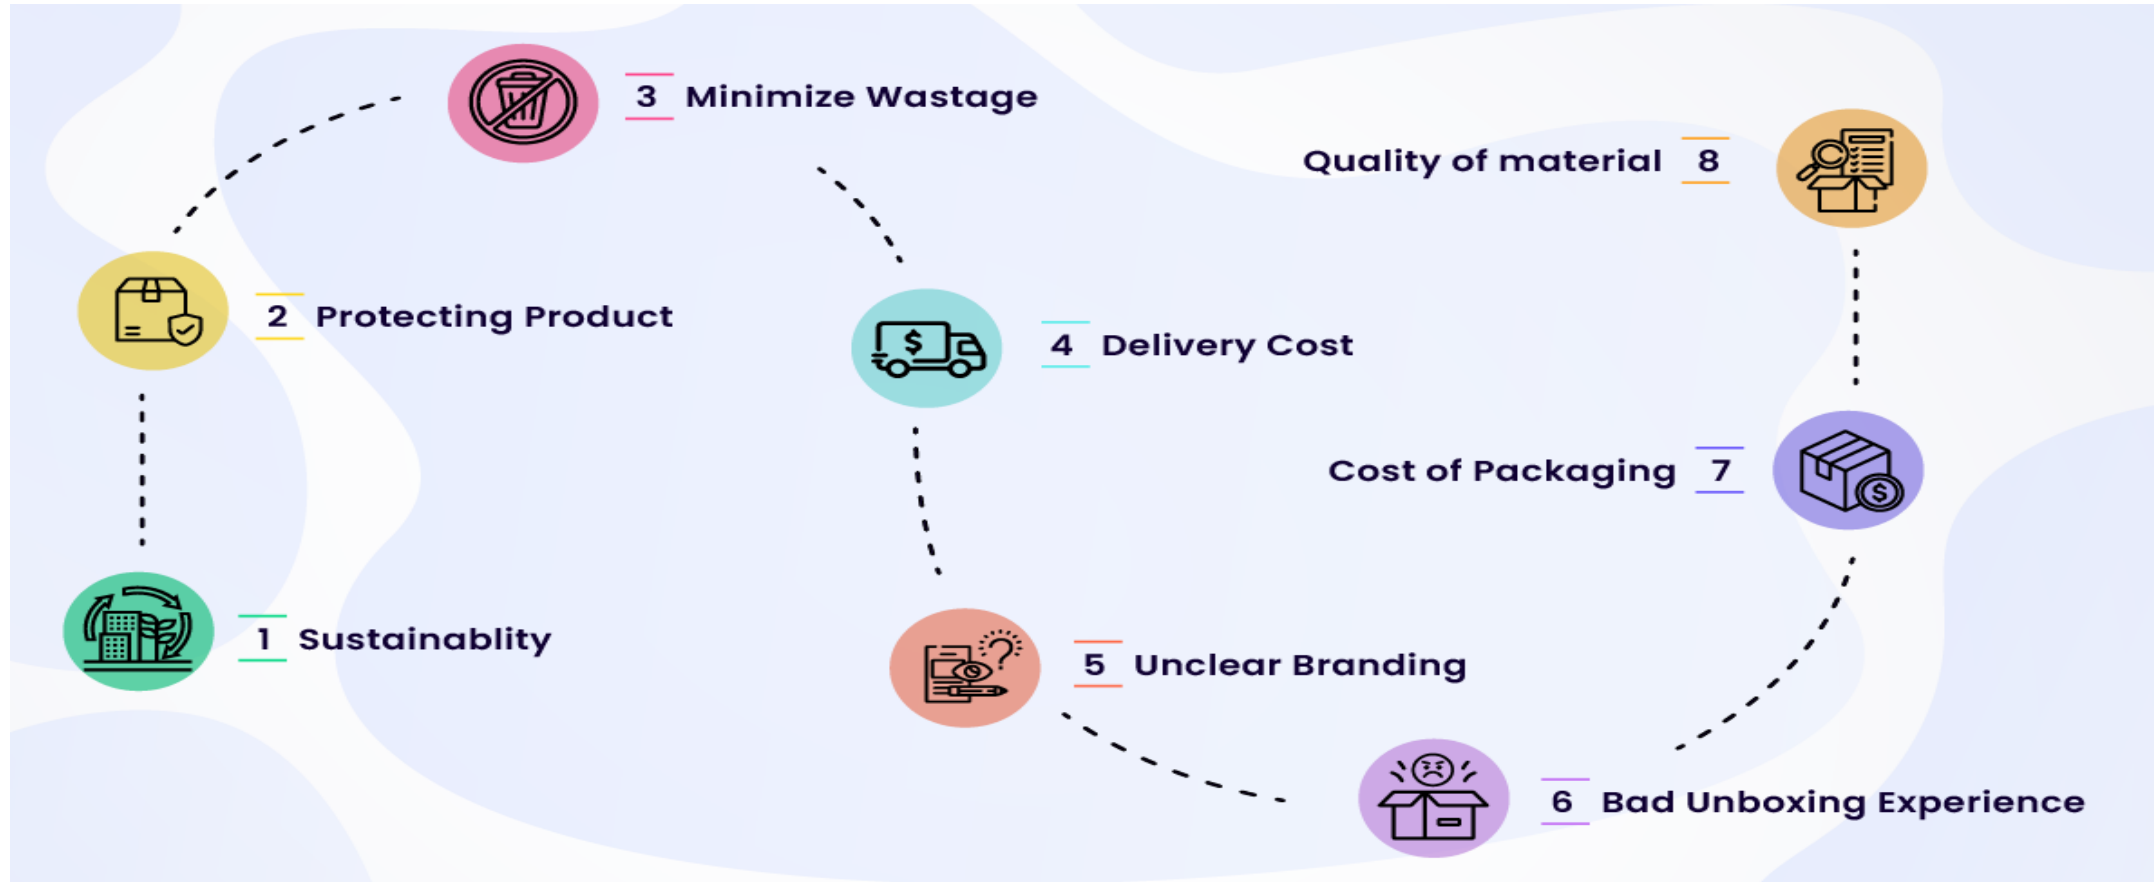 1 Sustainablity
2 Protecting Product
3 Minimize Wastage
4 Delivery Cost
5 Unclear Branding
6 Bad Unboxing Experience
Cost of Packaging 7
Quality of material 8